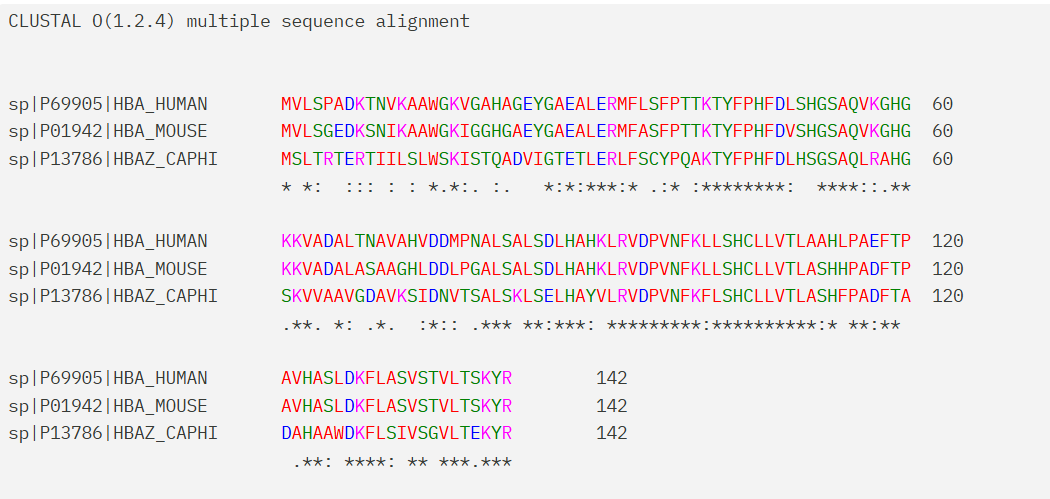 CLUSTAL O(1.2.4) multiple sequence alignment
sp|P69905|HBA_HUMAN MVLSPADKTNVKAAWGKVGAHAGEYGAEALERMFLSFPTTKTYFPHFDLSHGSAQVKGHG 60
sp|P01942|HBA_MOUSE MVLSGEDKSNIKAAWGKIGGHGAEYGAEALERMFASFPTTKTYFPHFDVSHGSAQVKGHG 60
sp|P13786|HBAZ_CAPHI MSLTRTERTIILSLWSKISTQADVIGTETLERLFSCYPQAKTYFPHFDLHSGSAQLRAHG 60
* *:  ::: : : *.*:. :.   *:*:***:* .:* :********:  ****::.**
sp|P69905|HBA_HUMAN KKVADALTNAVAHVDDMPNALSALSDLHAHKLRVDPVNFKLLSHCLLVTLAAHLPAEFTP 120
sp|P01942|HBA_MOUSE KKVADALASAAGHLDDLPGALSALSDLHAHKLRVDPVNFKLLSHCLLVTLASHHPADFTP 120
sp|P13786|HBAZ_CAPHI SKVVAAVGDAVKSIDNVTSALSKLSELHAYVLRVDPVNFKFLSHCLLVTLASHFPADFTA 120
.**. *: .*.  :*:: .*** **:***: *********:**********:* **:**
sp|P69905|HBA_HUMAN AVHASLDKFLASVSTVLTSKYR 142
sp|P01942|HBA_MOUSE AVHASLDKFLASVSTVLTSKYR 142
sp|P13786|HBAZ_CAPHI DAHAAWDKFLSIVSGVLTEKYR 142
.**: ****: ** ***.***